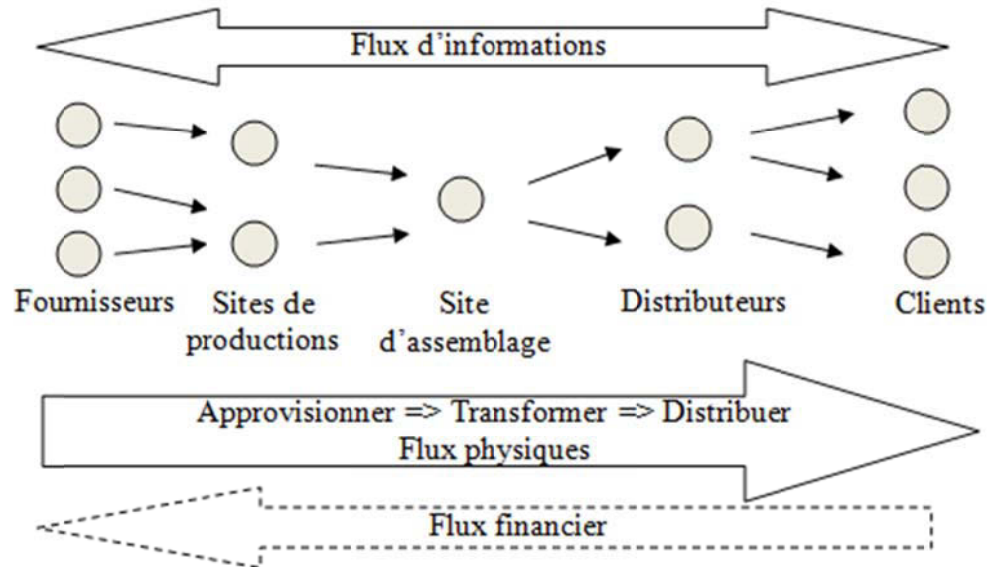 Flux d'informations
Fournisseurs
Sites de
productions
Site
d'assemblage
Distributeurs
Clients
Approvisionner => Transformer => Distribuer
Flux physiques
Flux financier